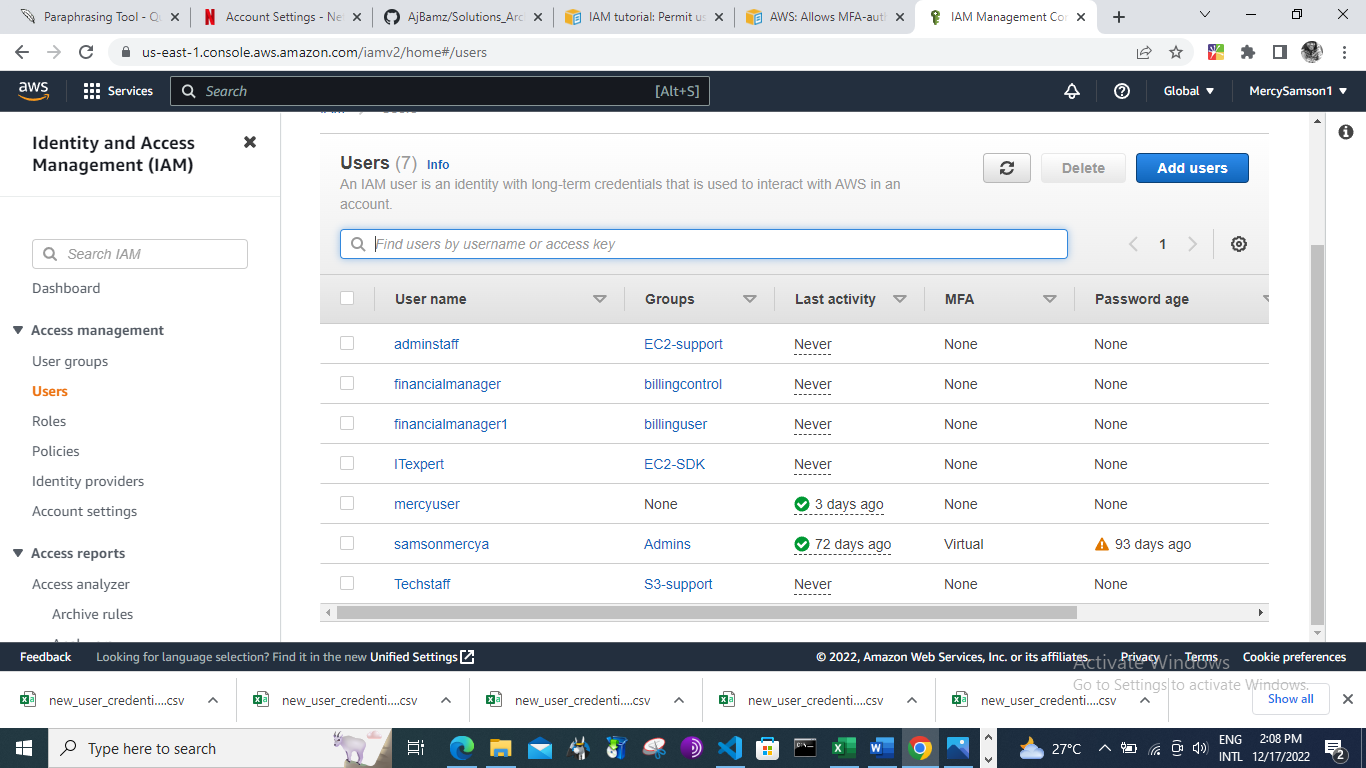 Paraphrasing Tool - Qu
Account Settings - Ne
AjBamz/Solutions_Arc
IAM tutorial: Permit us
AWS: Allows MFA-auth
IAM Management Con
us-east-1.console.aws.amazon.com/iamv2/home#/users
aws
Services
Search
[Alt+S]
Global
MercySamson1
Identity and Access
Management (IAM)
Search IAM
Dashboard
Access management
User groups
Users
Roles
Policies
Identity providers
Account settings
Access reports
Access analyzer
Archive rules
Users (7) Info
An IAM user is an identity with long-term credentials that is used to interact with AWS in an
account.
Delete
Add users
Find users by username or access key
1
User name Groups Last activity MFA Password age
adminstaff EC2-support Never None None
financialmanager billingcontrol Never None None
financialmanager1 billinguser Never None None
ITexpert EC2-SDK Never None None
mercyuser None 3 days ago None None
samsonmercya Admins 72 days ago Virtual 93 days ago
Techstaff S3-support Never None None
Feedback
Looking for language selection? Find it in the new Unified Settings
© 2022, Amazon Web Services, Inc. or its affiliates.
Privacy
Terms
Cookie preferences
Activate Windows
Go to Settings to activate Windows.
new_user_credenti....csv
new_user_credenti....csv
new_user_credenti....csv
new_user_credenti....csv
new_user_credenti....csv
Show all
Type here to search
27°C
ENG
INTL
2:08 PM
12/17/2022
2